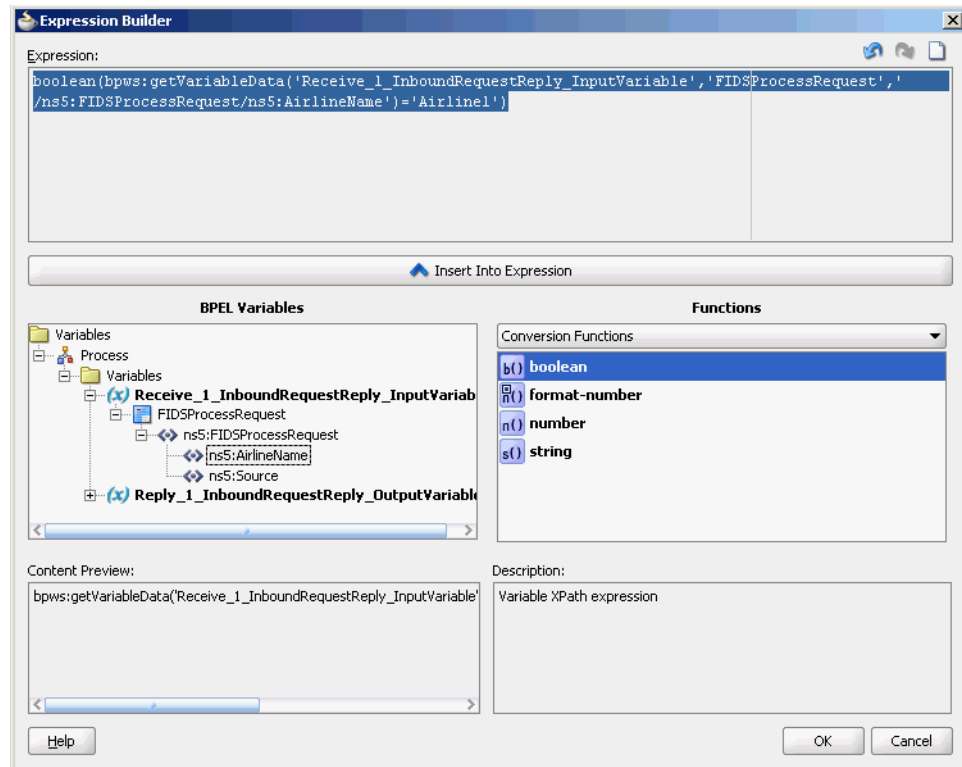 Expression Builder
Expression:
boolean(bpws:getVariableData('Receive_1_InboundRequestReply_InputVariable','FIDSProcessRequest','
/ns5:FIDSProcessRequest/ns5:AirlineName')='Airline1')
Insert Into Expression
BPEL Variables
Variables
Process
Variables
(x) Receive_1_InboundRequestReply_InputVariab
FIDSProcessRequest
ns5:FIDSProcessRequest
ns5:AirlineName
ns5:Source
(x) Reply_1_InboundRequestReply_OutputVariable
Functions
Conversion Functions
b() boolean
n() format-number
n() number
s() string
Content Preview:
bpws:getVariableData('Receive_1_InboundRequestReply_InputVariable'
Description:
Variable XPath expression
Help
OK
Cancel